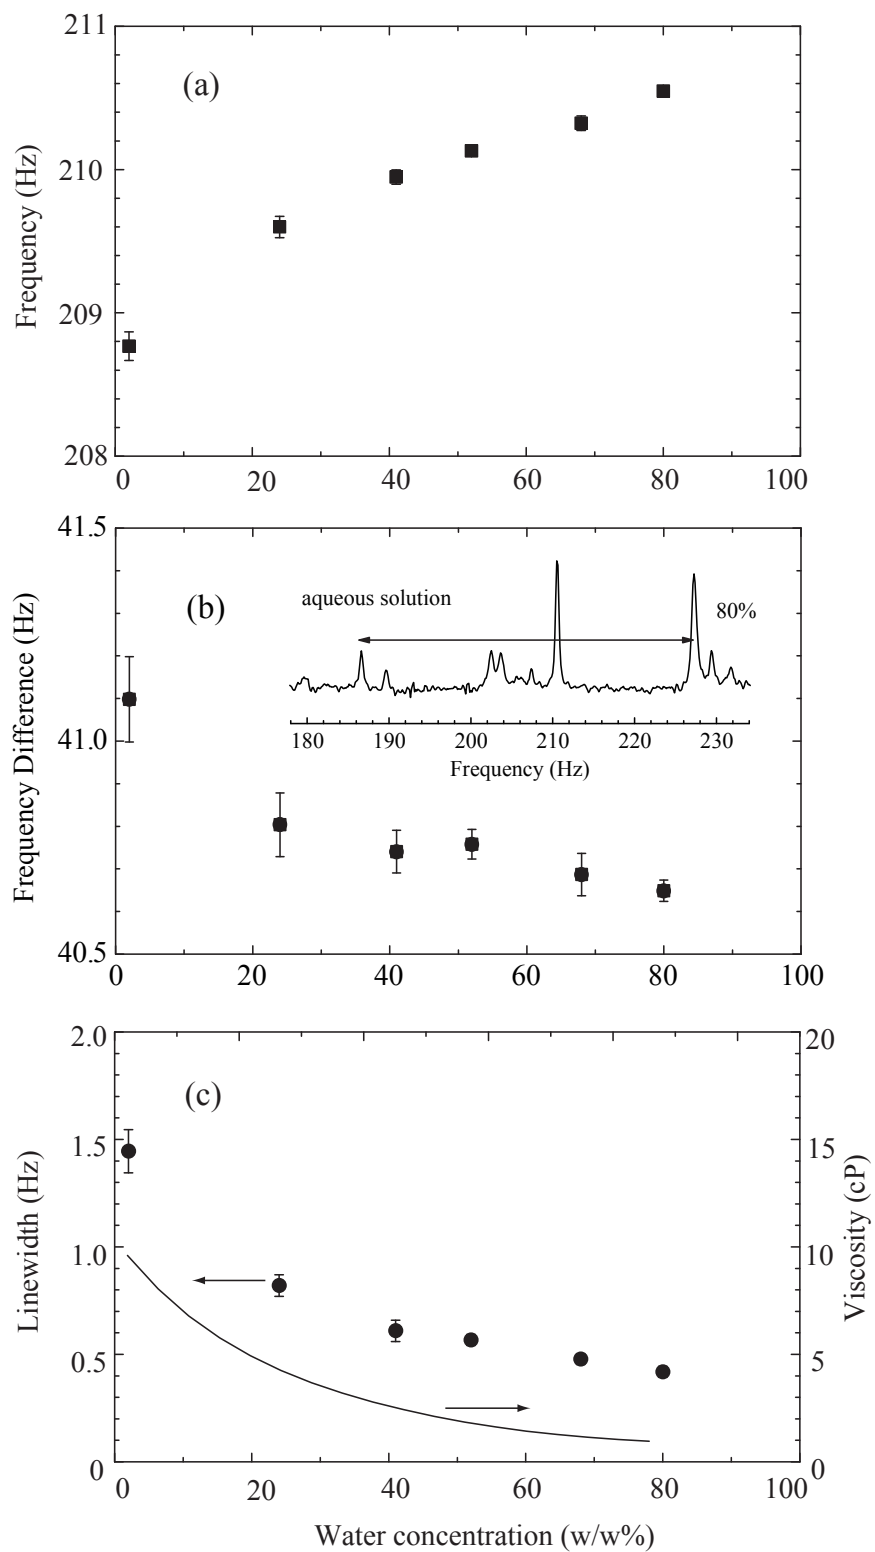 211
(a)
210
Frequency (Hz)
209
208
0 20 40 60 80 100
41.5
(b)
aqueous solution
80%
41.0
180 190 200 210 220 230
Frequency (Hz)
Frequency Difference (Hz)
40.5
0 20 40 60 80 100
2.0 20
(c)
1.5 15
Linewidth (Hz)
Viscosity (cP)
1.0 10
0.5 5
0 0
0 20 40 60 80 100
Water concentration (w/w%)